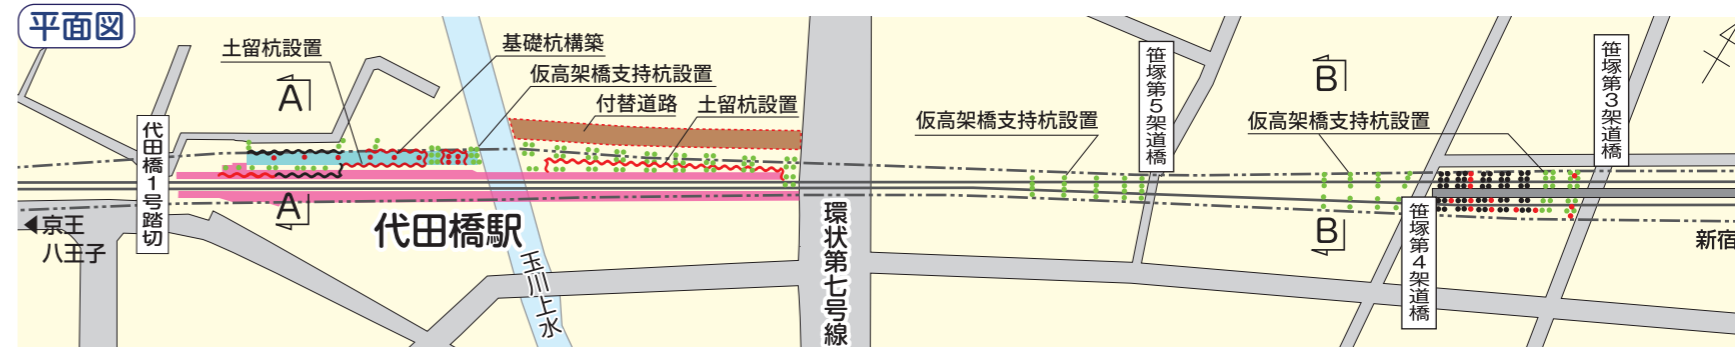 平面図
土留杭設置
基礎杭構築
仮高架橋支持杭設置
付替道路
土留杭設置
A
A
代田橋1号踏切
京王
八王子
代田橋駅
玉川上水
環状第七号線
仮高架橋支持杭設置
笹塚第5架道橋
B
B
仮高架橋支持杭設置
笹塚第4架道橋
笹塚第3架道橋
新宿